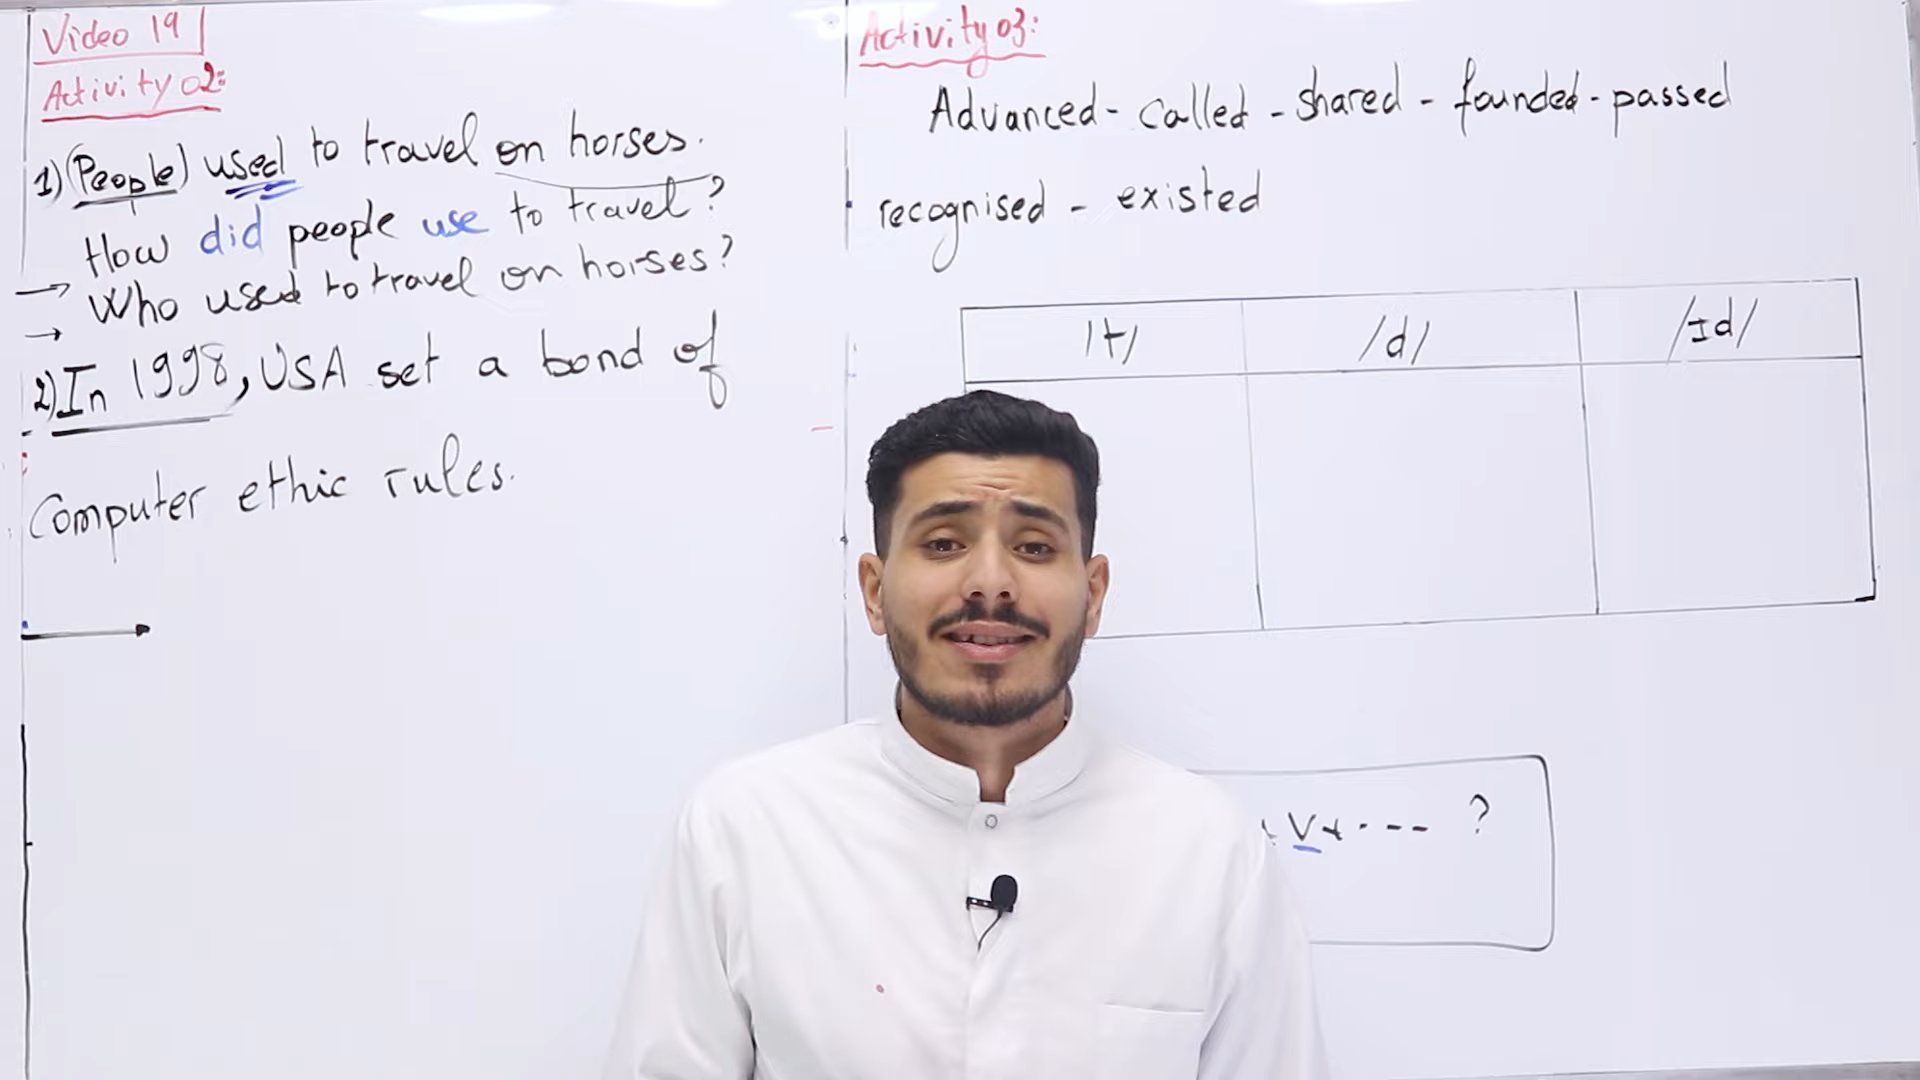 Video 19
Activity 02:
1) (People) used to travel on horses.
How did people use to travel?
→ Who used to travel on horses?
→
2) In 1998, USA set a bond of
Computer ethic rules.
Activity 03:
Advanced - called - shared - founded - passed
recognised - existed
/t/ /d/ /Id/
V + - - - ?